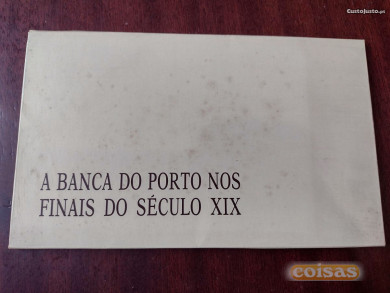 CustoJusto.pt
A BANCA DO PORTO NOS
FINAIS DO SÉCULO XIX
coisas